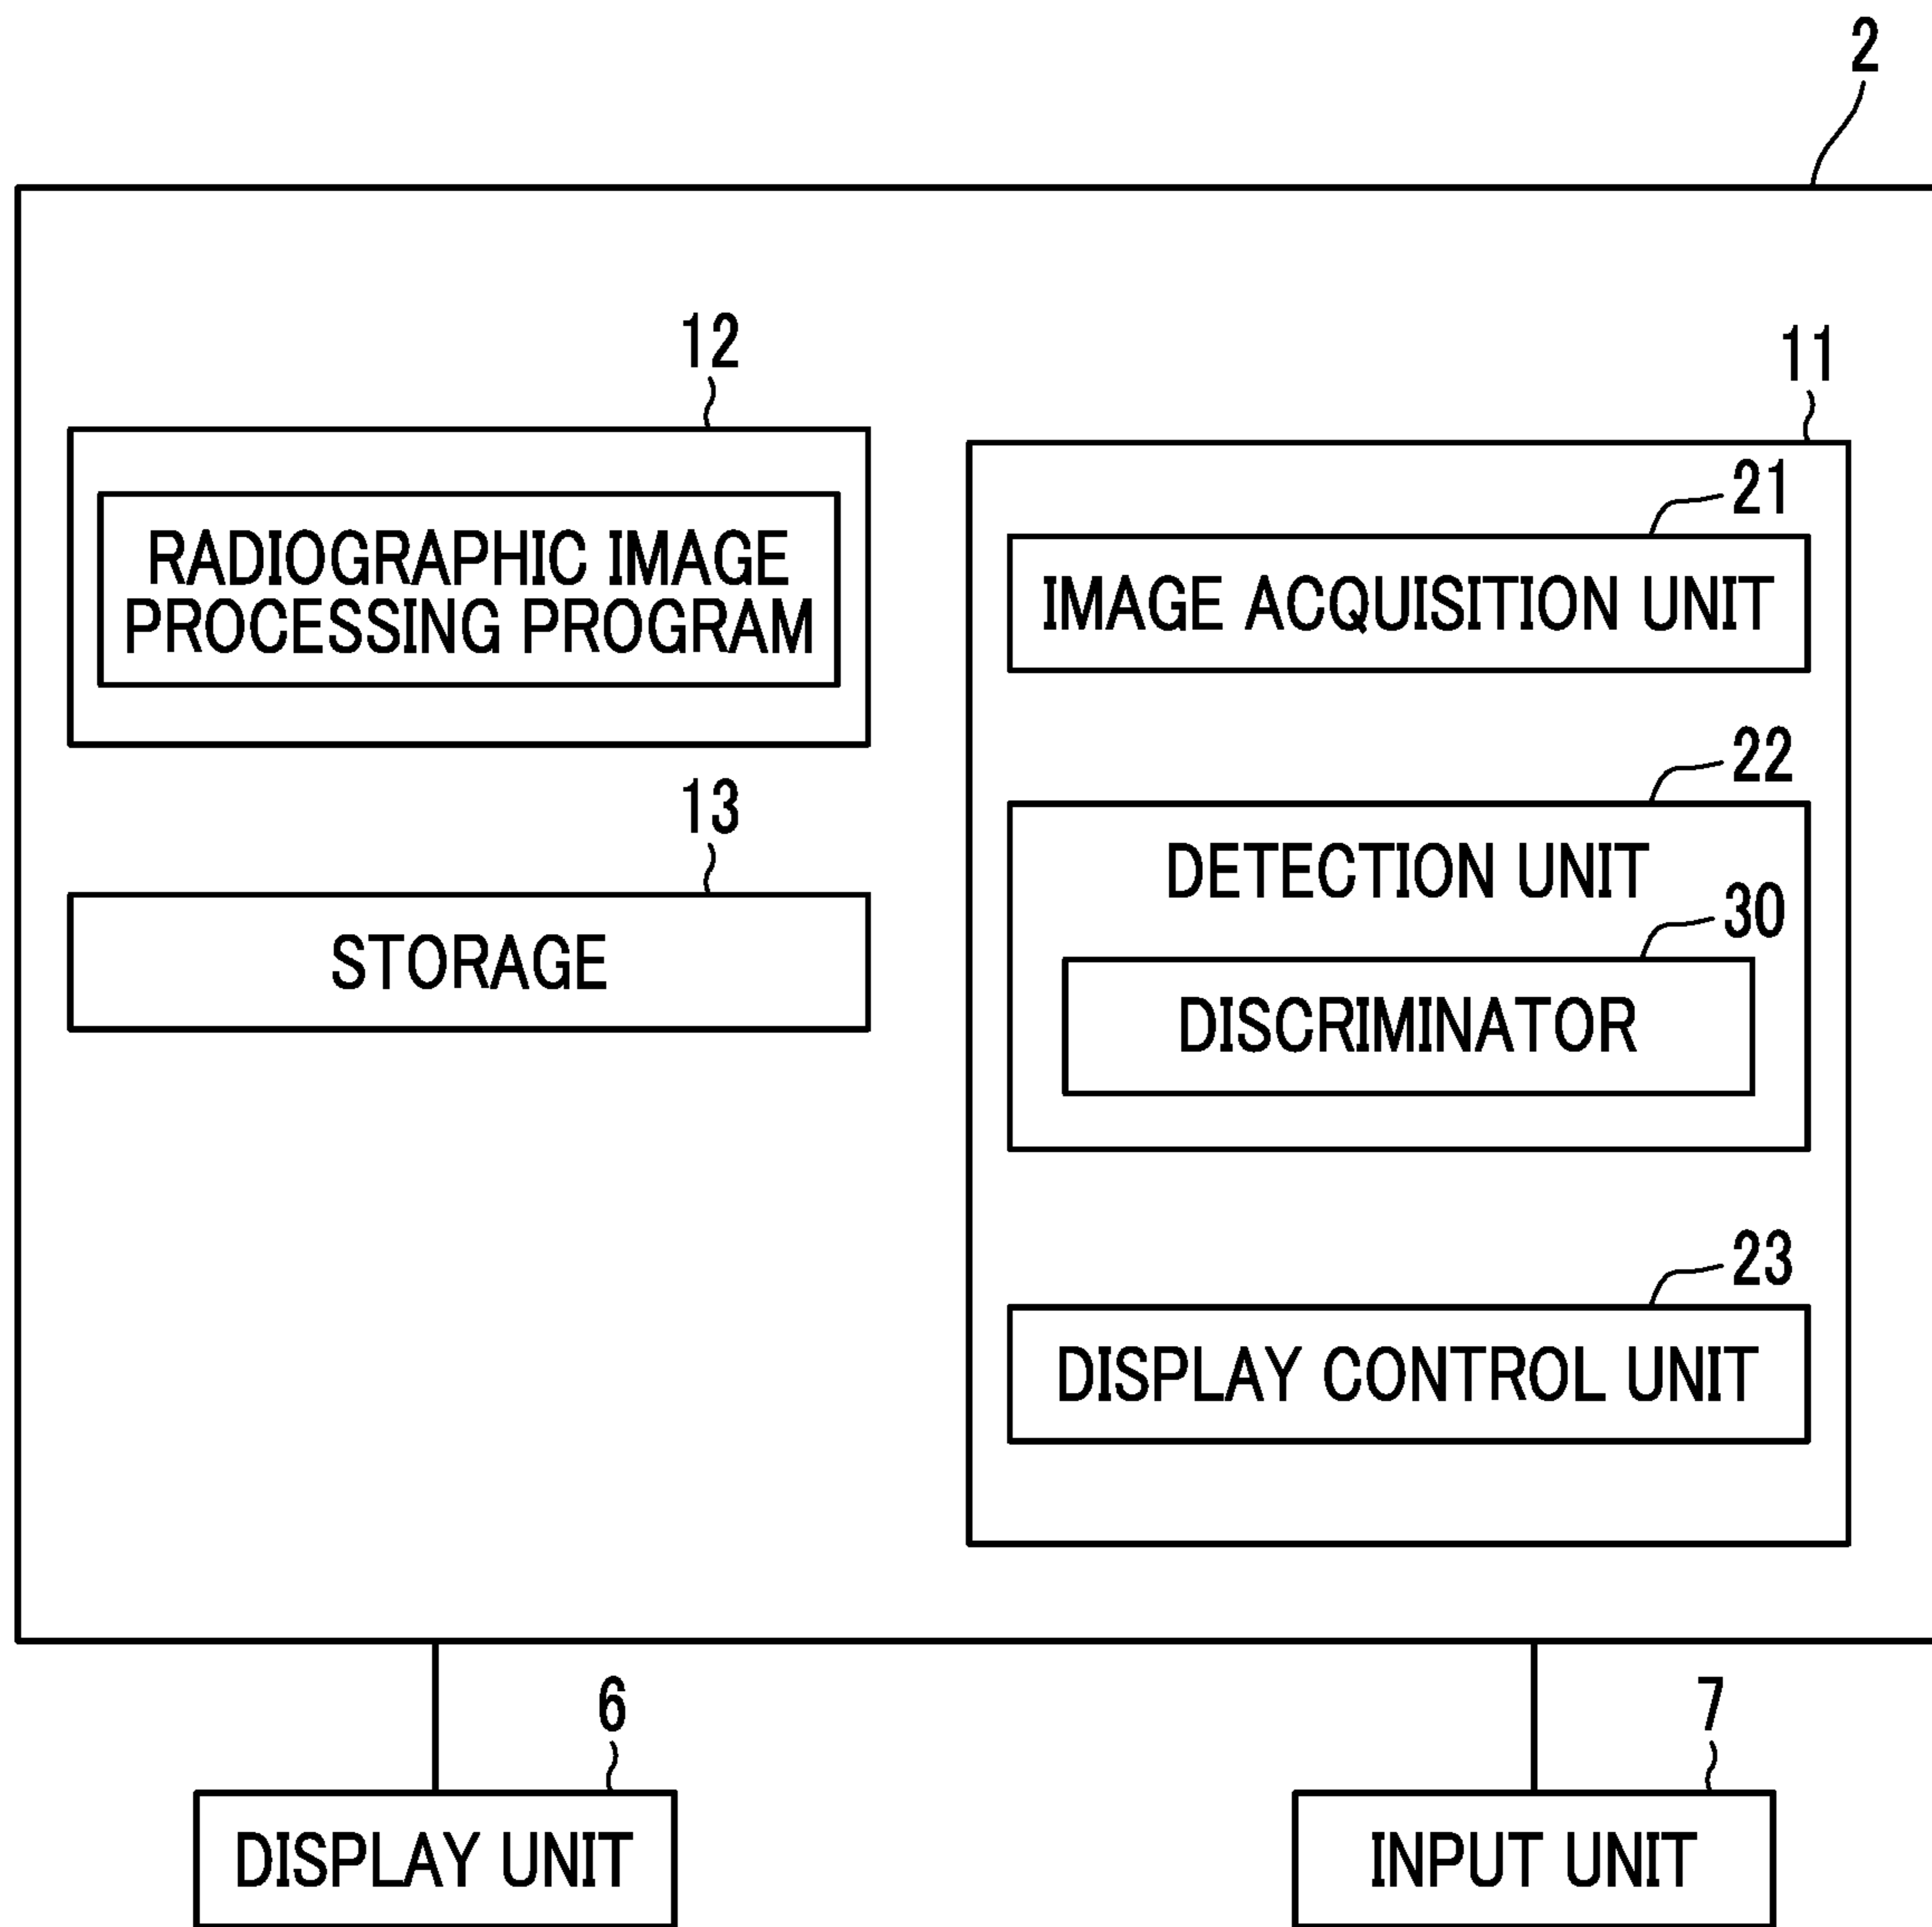 2
12
11
RADIOGRAPHIC IMAGE
PROCESSING PROGRAM
21
IMAGE ACQUISITION UNIT
13
STORAGE
22
DETECTION UNIT
30
DISCRIMINATOR
23
DISPLAY CONTROL UNIT
6
DISPLAY UNIT
7
INPUT UNIT